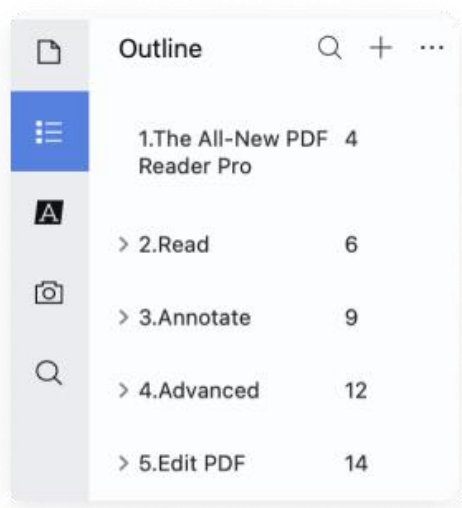 Outline
1.The All-New PDF 4
Reader Pro
A
2.Read 6
3.Annotate 9
4.Advanced 12
5.Edit PDF 14